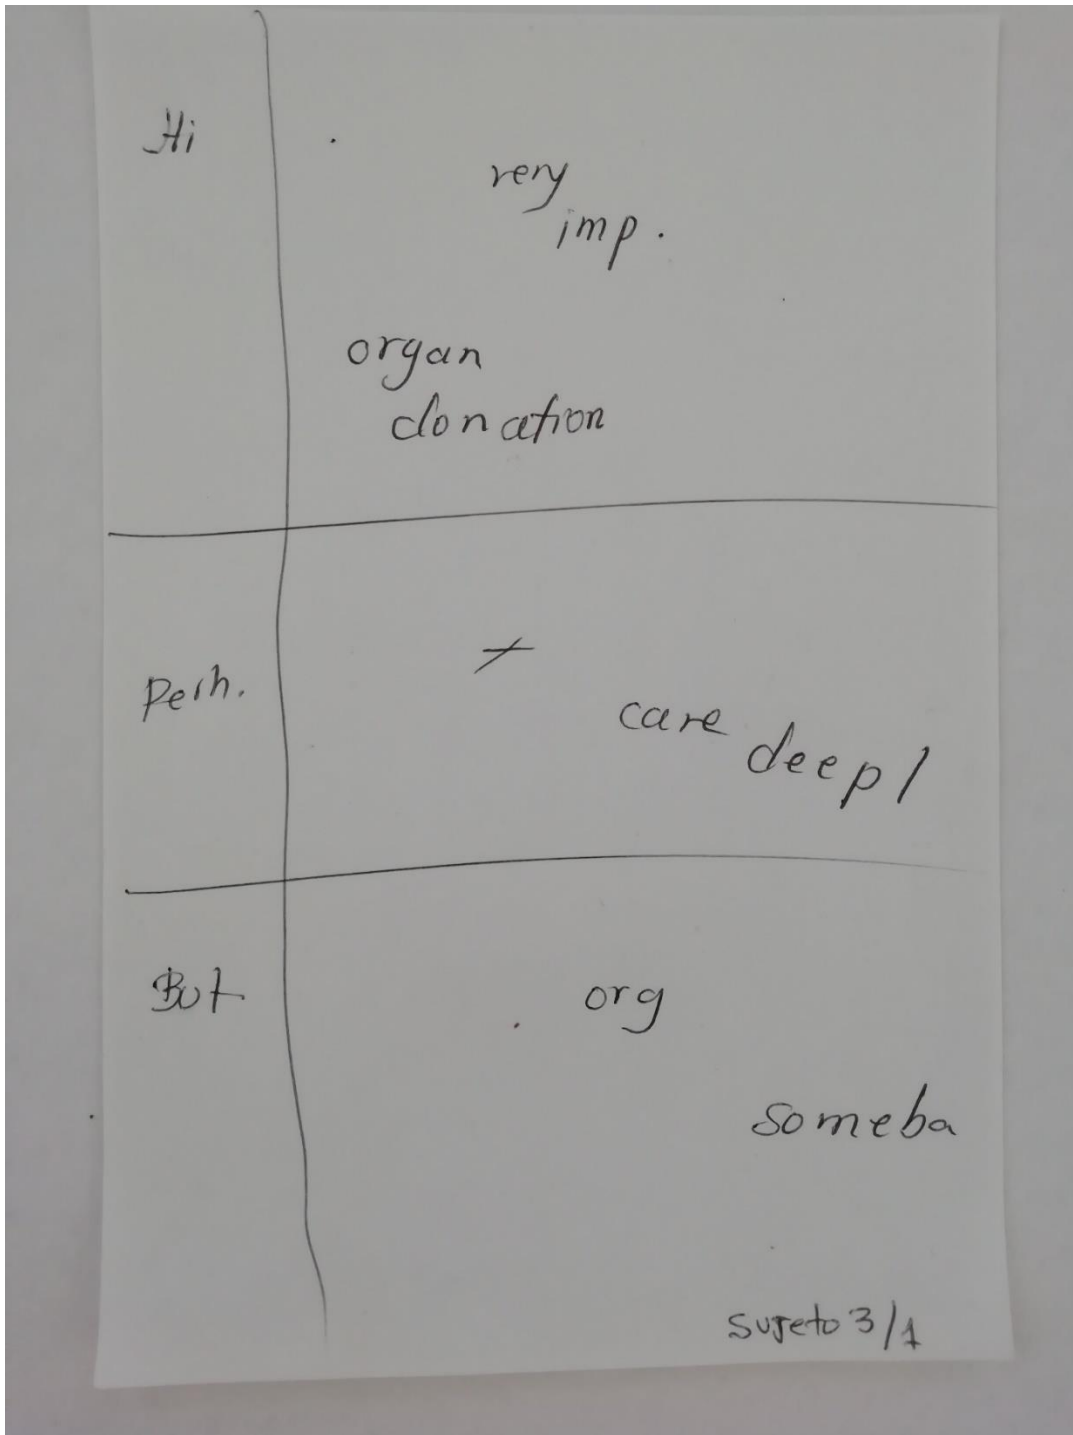 Hi
very
imp.
organ
donation
Perh.
care
deepl
But
org
someba
sujeto 3/1